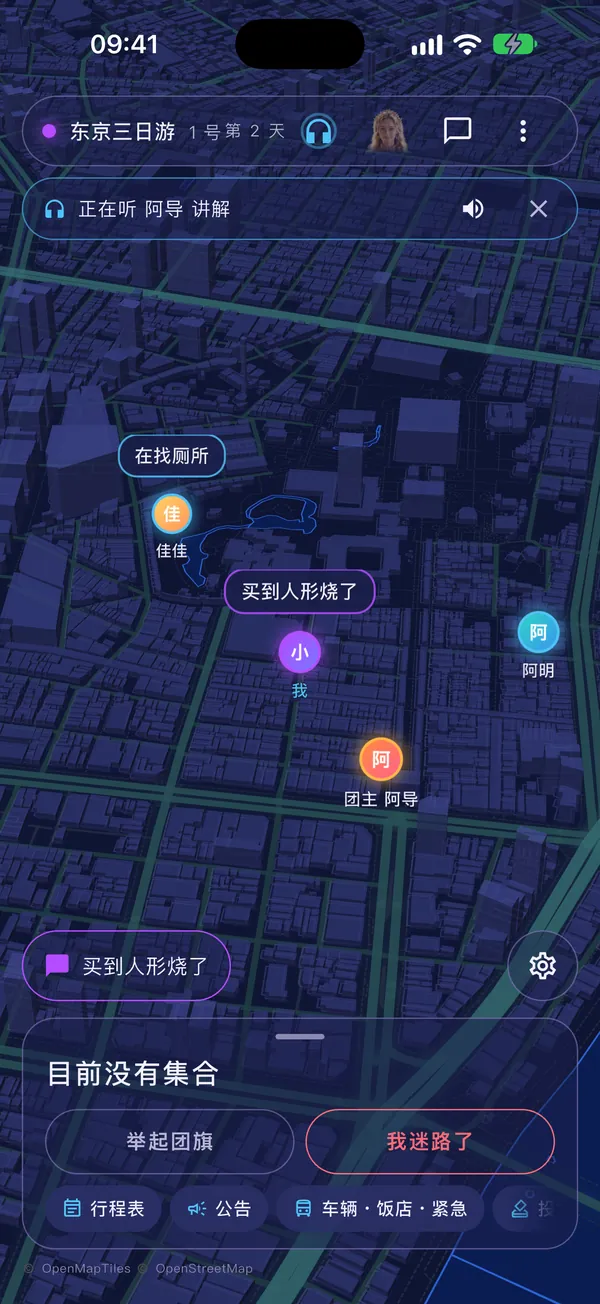 09:41
东京三日游 1号第 2 天
正在听 阿导 讲解
在找厕所
佳
佳佳
买到人形烧了
小
我
阿
阿明
阿
团主 阿导
买到人形烧了
目前没有集合
举起团旗 我迷路了
行程表 公告 车辆·饭店·紧急 投
© OpenMapTiles © OpenStreetMap